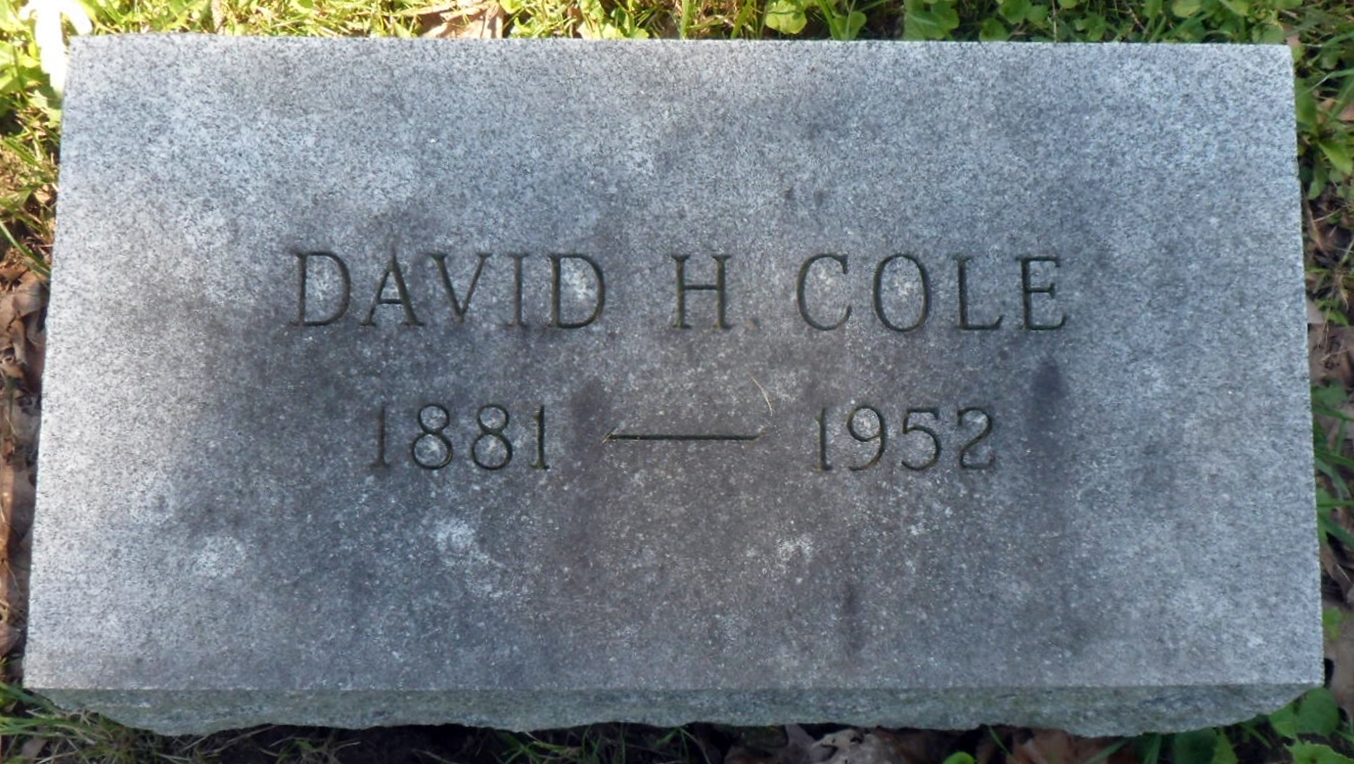 DAVID H. COLE
1881 — 1952